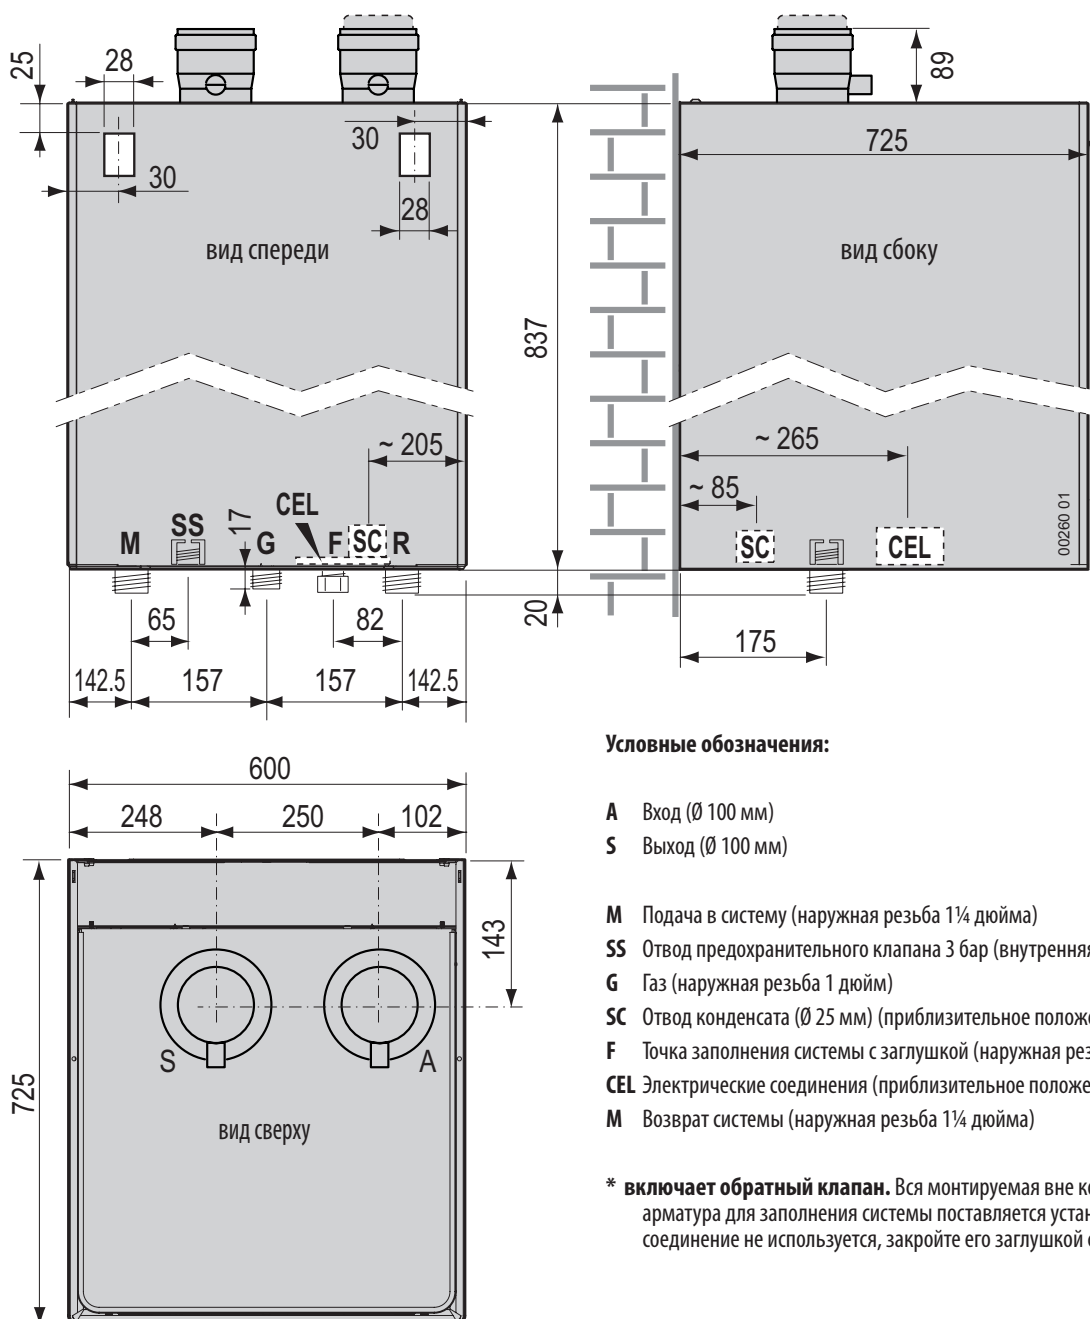 25
28
89
30
725
30
28
вид спереди
вид сбоку
837
~ 205
~ 265
~ 85
CEL
17
SS
M
G
F
SC
R
SC
CEL
00260 01
20
65
82
175
142.5
157
157
142.5
600
248
250
102
143
725
S
A
вид сверху
Условные обозначения:
A Вход (Ø 100 мм)
S Выход (Ø 100 мм)
M Подача в систему (наружная резьба 1¼ дюйма)
SS Отвод предохранительного клапана 3 бар (внутренняя
G Газ (наружная резьба 1 дюйм)
SC Отвод конденсата (Ø 25 мм) (приблизительное
F Точка заполнения системы с заглушкой (наружная
CEL Электрические соединения (приблизительное
M Возврат системы (наружная резьба 1¼ дюйма)
* включает обратный клапан. Вся монтируемая вне
арматура для заполнения системы поставляется
соединение не используется, закройте его заглушкой